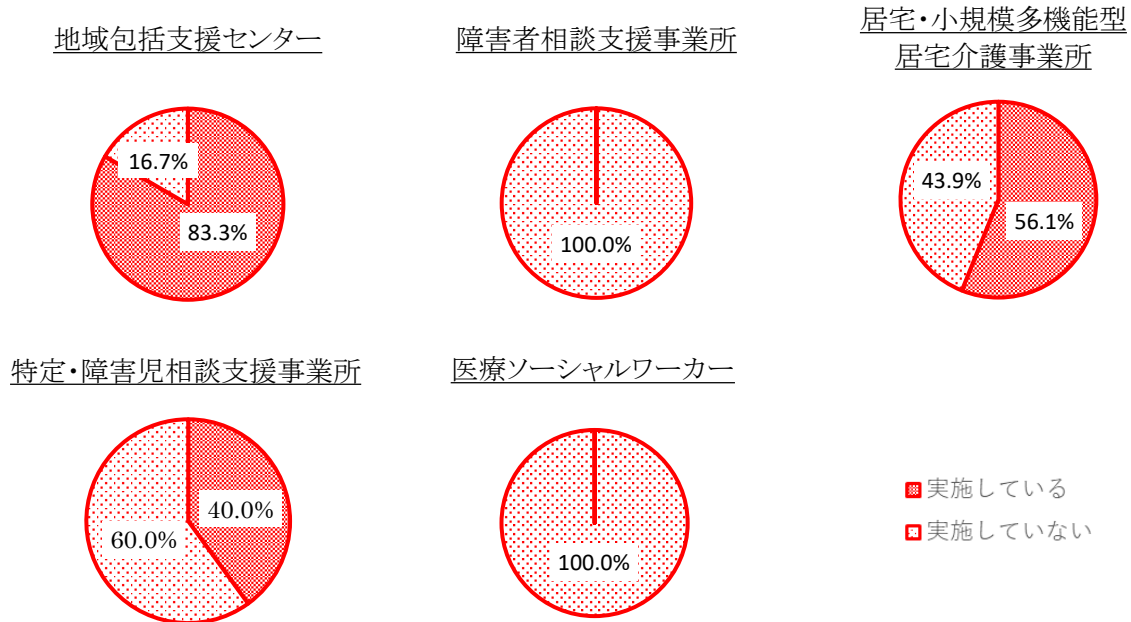 地域包括支援センター
障害者相談支援事業所
居宅・小規模多機能型
居宅介護事業所
16.7%
83.3%
100.0%
43.9%
56.1%
特定・障害児相談支援事業所
医療ソーシャルワーカー
40.0%
60.0%
100.0%
実施している
実施していない